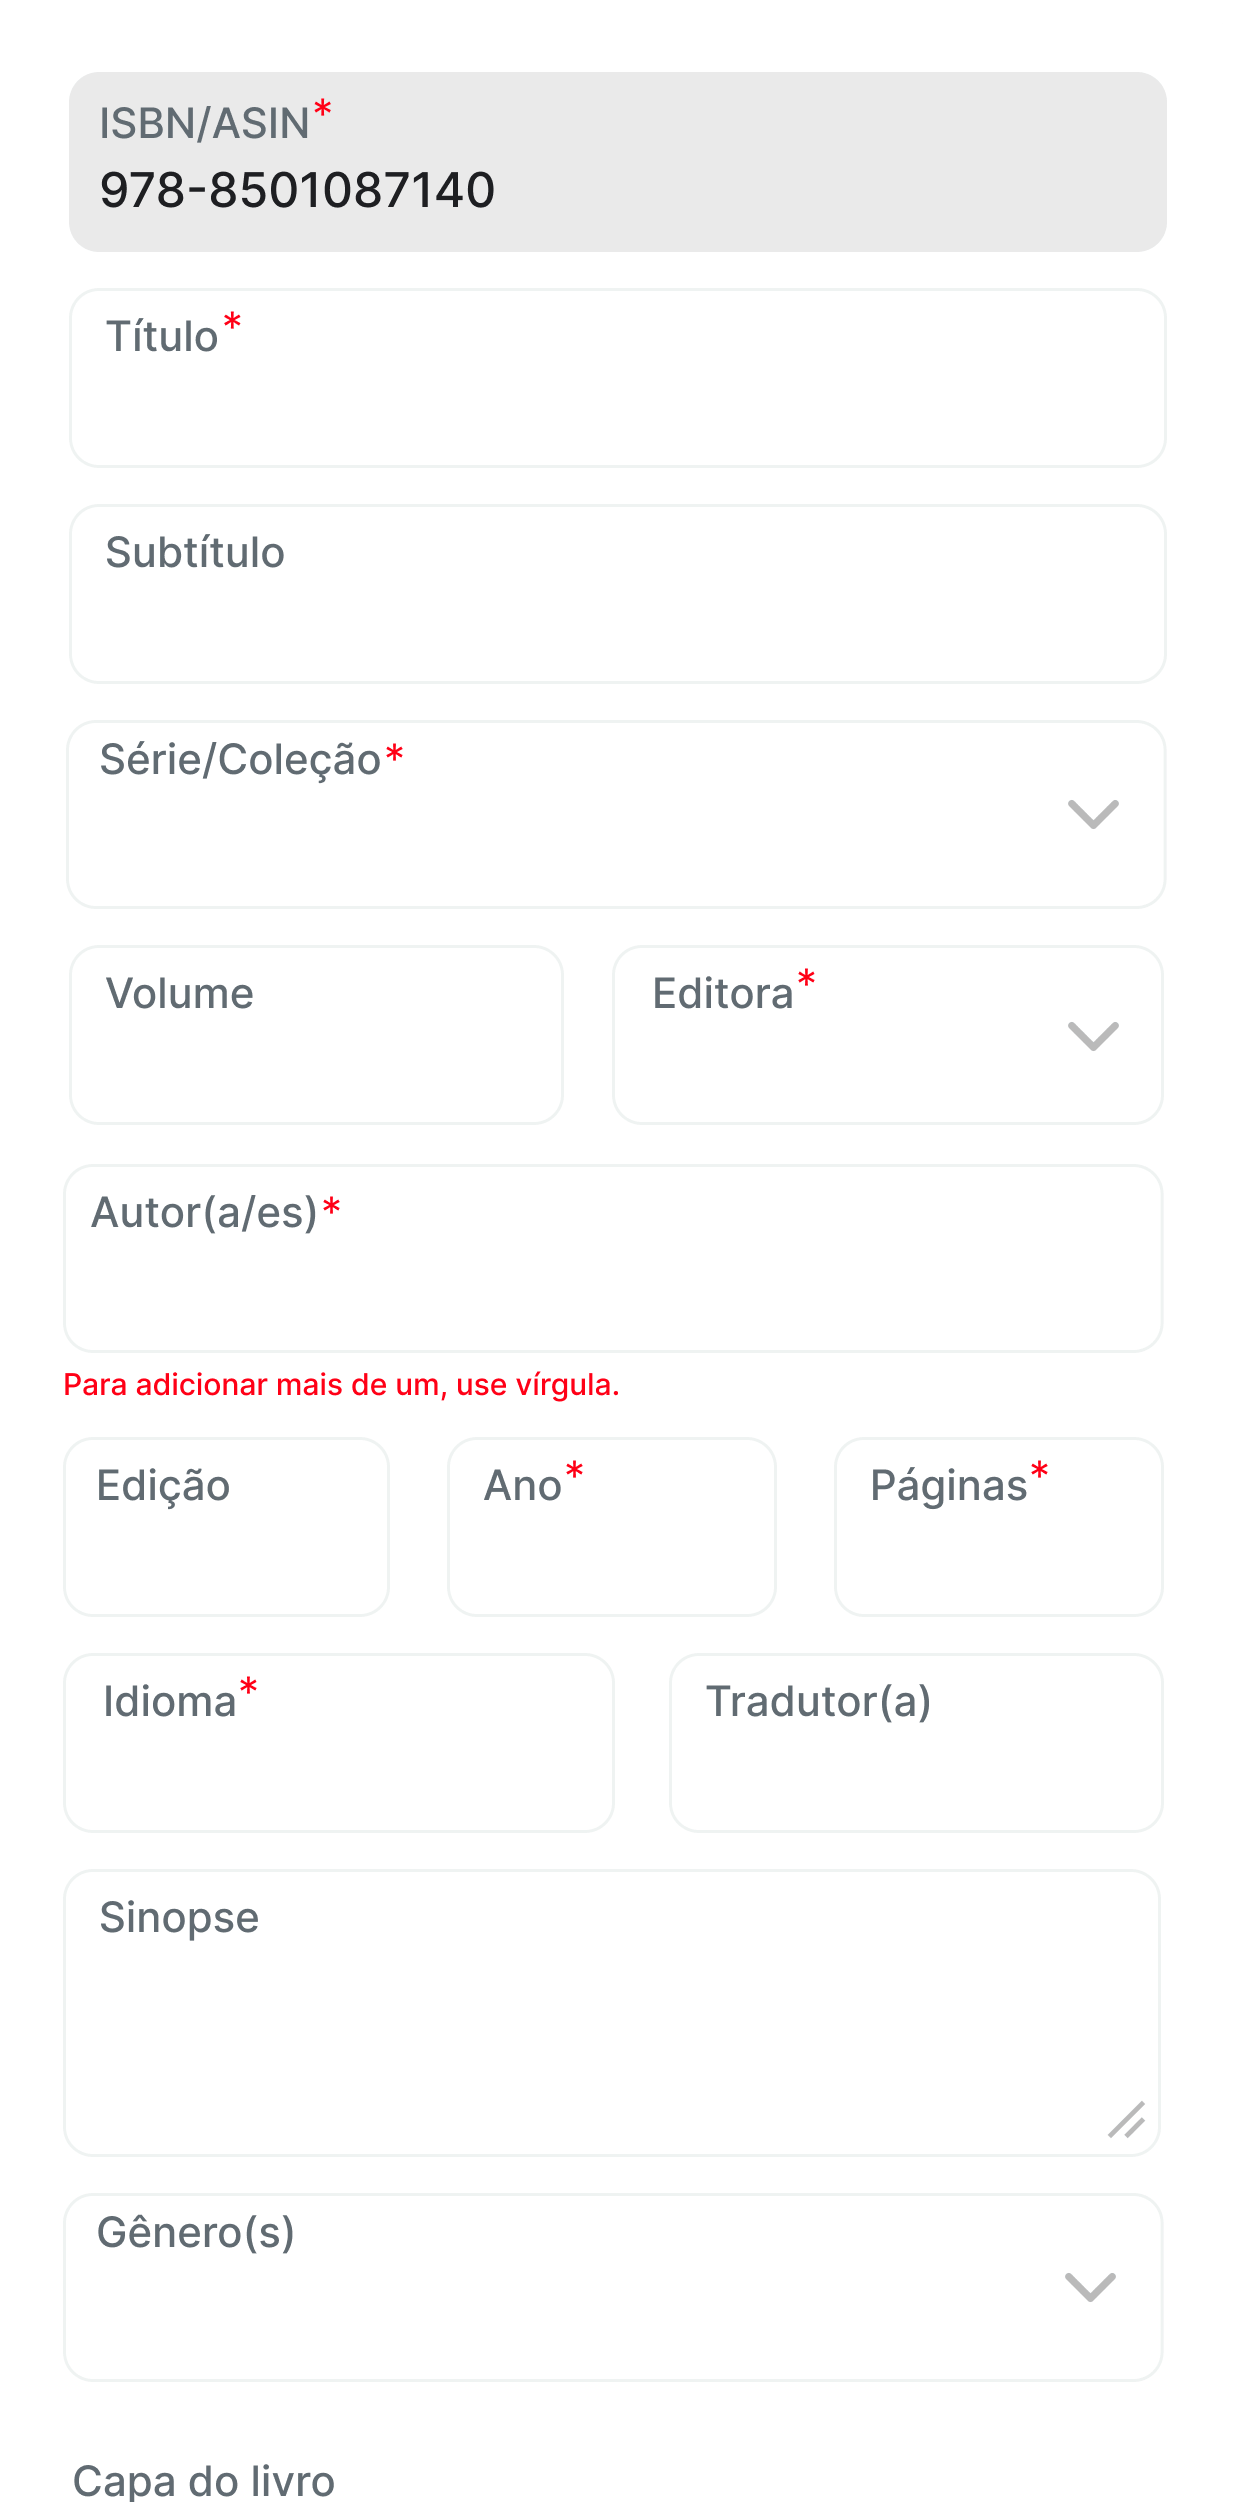 ISBN/ASIN*
978-8501087140
Título*
Subtítulo
Série/Coleção*
Volume
Editora*
Autor(a/es)*
Para adicionar mais de um, use vírgula.
Edição
Ano*
Páginas*
Idioma*
Tradutor(a)
Sinopse
Gênero(s)
Capa do livro